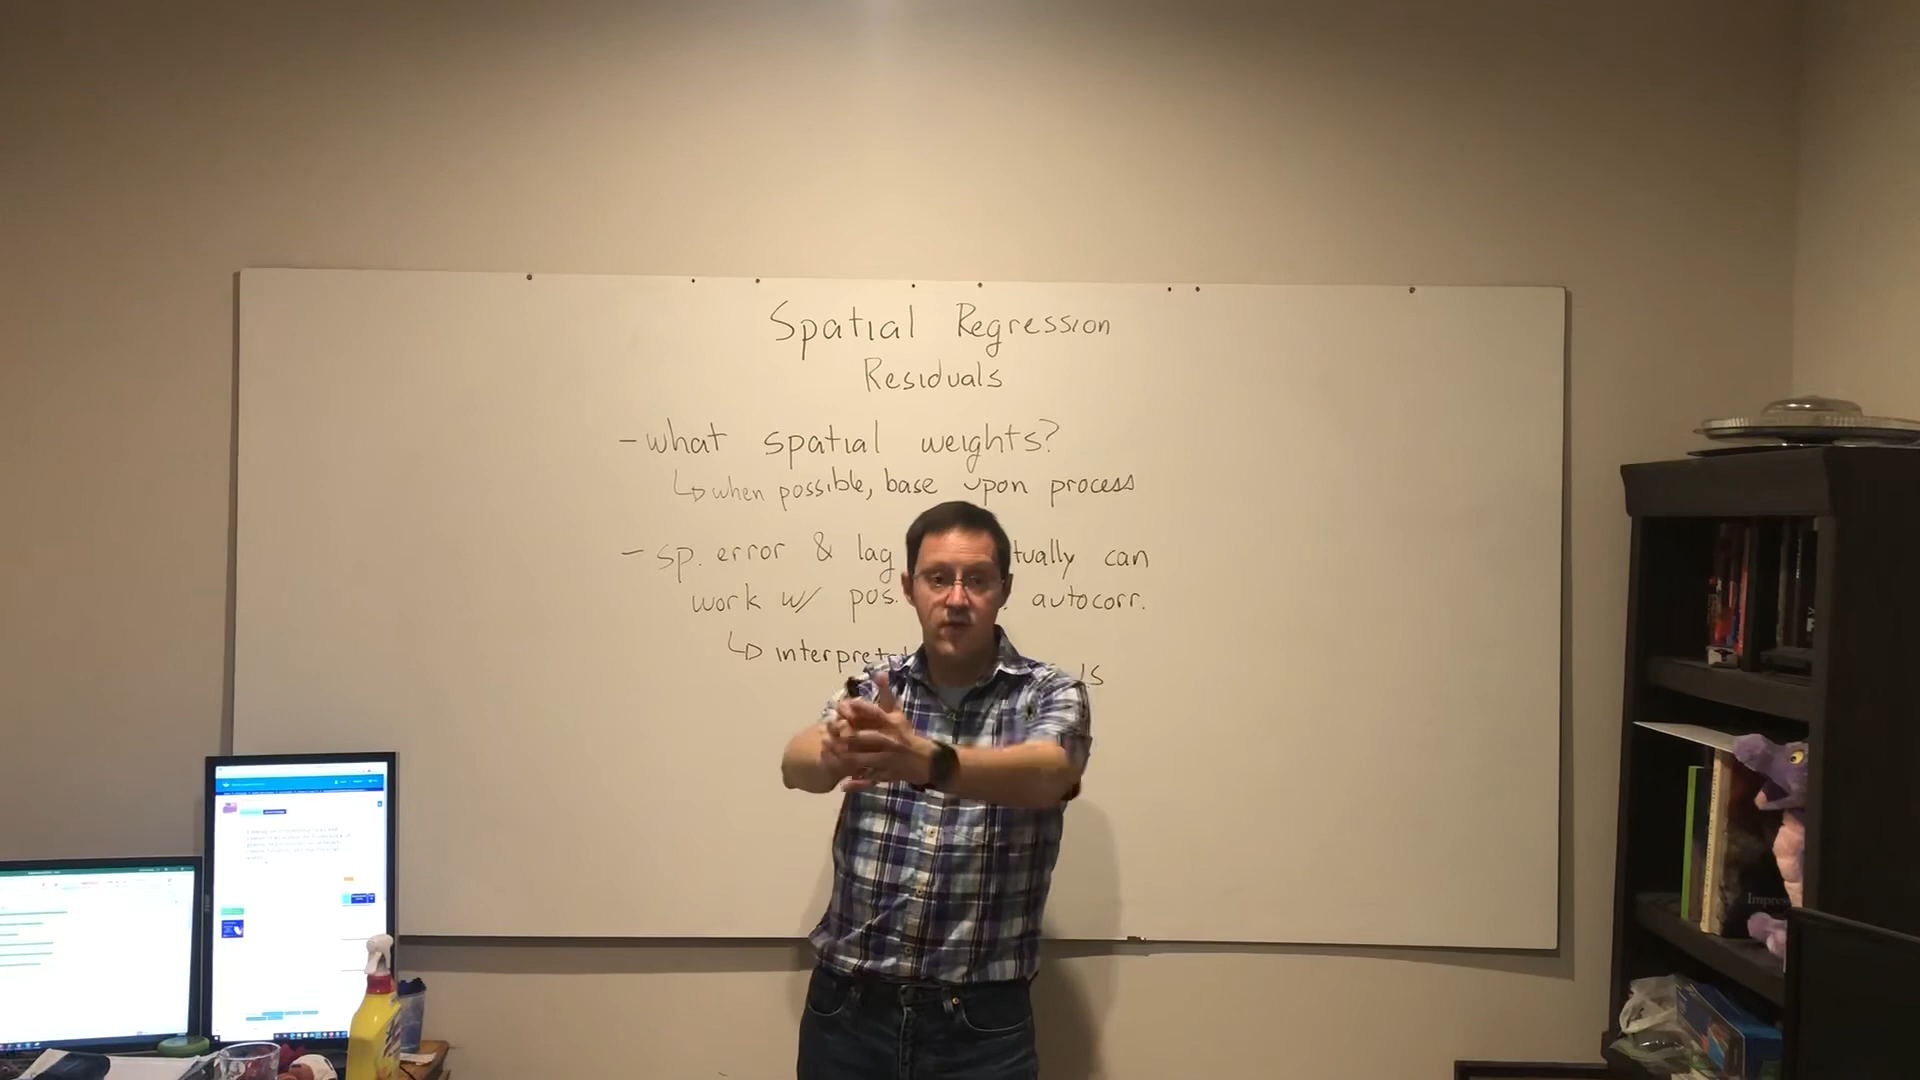 Spatial Regression
Residuals
- what spatial weights?
↳ when possible, base upon process
- sp. error & lag tually can
work w/ pos. autocorr.
↳ interpret
Impres